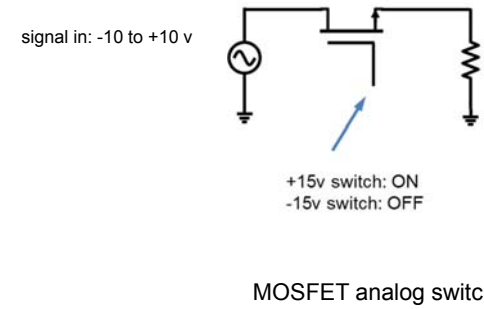 signal in: -10 to +10 v
+15v switch: ON
-15v switch: OFF
MOSFET analog switc